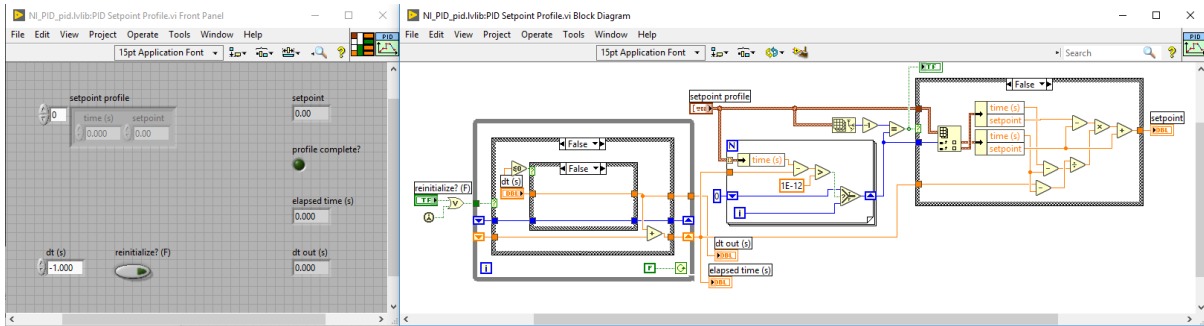 NI_PID_pid.lvlib:PID Setpoint Profile.vi Front Panel
File Edit View Project Operate Tools Window Help
15pt Application Font
PID
setpoint profile
0
time (s) setpoint
0.000 0.00
setpoint
0.00
profile complete?
elapsed time (s)
0.000
dt (s)
-1.000
reinitialize? (F)
dt out (s)
0.000
NI_PID_pid.lvlib:PID Setpoint Profile.vi Block Diagram
File Edit View Project Operate Tools Window Help
15pt Application Font
Search
PID
TF
False
setpoint profile
time (s)
setpoint
time (s)
setpoint
setpoint
DBL
N
time (s)
1E-12
0
i
False
False
dt (s)
DBL
reinitialize? (F)
TF
i
dt out (s)
DBL
elapsed time (s)
DBL